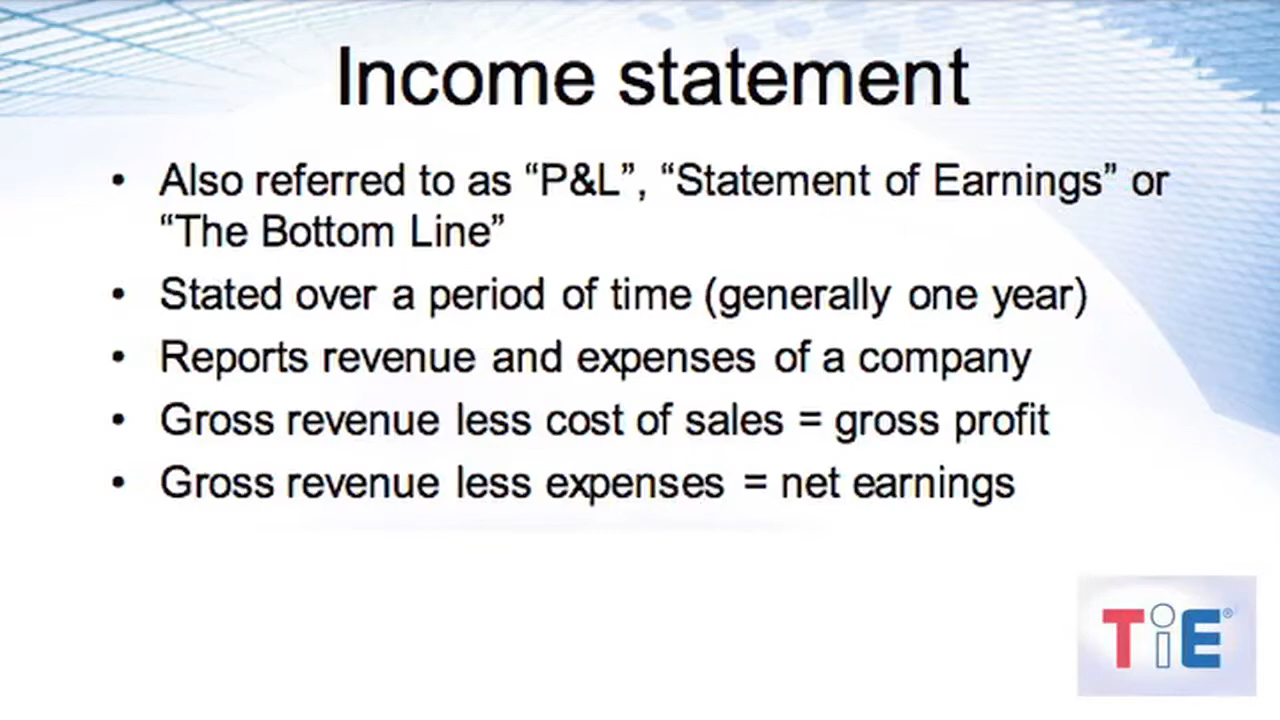 Income statement
• Also referred to as “P&L”, “Statement of Earnings” or
“The Bottom Line”
• Stated over a period of time (generally one year)
• Reports revenue and expenses of a company
• Gross revenue less cost of sales = gross profit
• Gross revenue less expenses = net earnings
TiE®